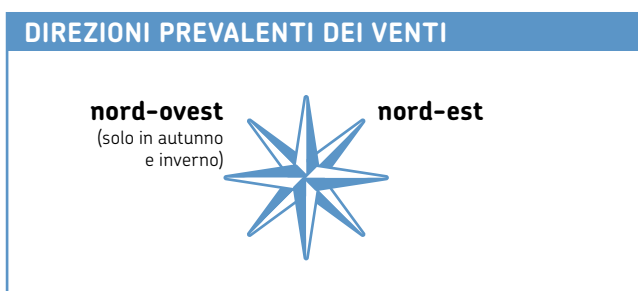 DIREZIONI PREVALENTI DEI VENTI
nord-ovest
(solo in autunno
e inverno)
nord-est